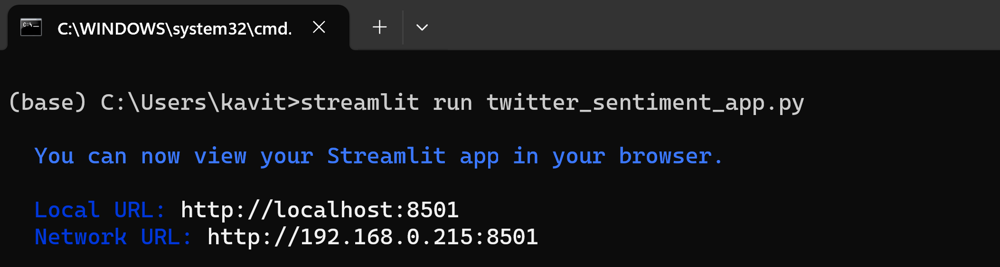 C:\WINDOWS\system32\cmd.
(base) C:\Users\kavit>streamlit run twitter_sentiment_app.py
You can now view your Streamlit app in your browser.
Local URL: http://localhost:8501
Network URL: http://192.168.0.215:8501